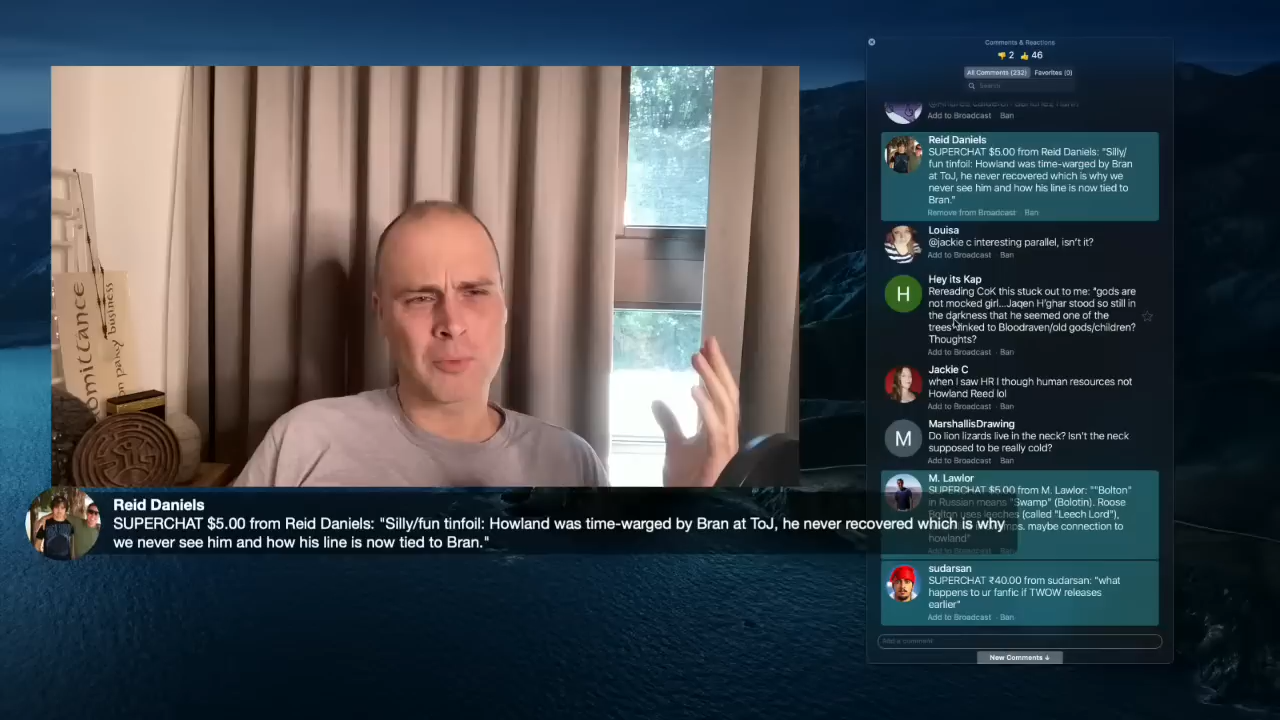 Comments & Reactions
👎 2 👍 46
All Comments (232) Favorites (0)
Search
Add to Broadcast Ban
Reid Daniels
SUPERCHAT $5.00 from Reid Daniels: "Silly/
fun tinfoil: Howland was time-warged by Bran
at ToJ, he never recovered which is why we
never see him and how his line is now tied to
Bran."
Remove from Broadcast Ban
Louisa
@jackie c interesting parallel, isn't it?
Add to Broadcast Ban
H
Hey its Kap
Rereading CoK this stuck out to me: "gods are
not mocked girl...Jaqen H'ghar stood so still in
the darkness that he seemed one of the
trees" linked to Bloodraven/old gods/children?
Thoughts?
Add to Broadcast Ban
Jackie C
when I saw HR I though human resources not
Howland Reed lol
Add to Broadcast Ban
M
MarshallisDrawing
Do lion lizards live in the neck? Isn't the neck
supposed to be really cold?
Add to Broadcast Ban
M. Lawlor
SUPERCHAT $5.00 from M. Lawlor: ""Bolton"
in Russian means "Swamp" (Bolotin). Roose
Bolton uses leeches (called "Leech Lord"),
maybe connection to
howland"
Add to Broadcast Ban
sudarsan
SUPERCHAT ₹40.00 from sudarsan: "what
happens to ur fanfic if TWOW releases
earlier"
Add to Broadcast Ban
Add a comment
New Comments ↓
omittance
on pana
business
Reid Daniels
SUPERCHAT $5.00 from Reid Daniels: "Silly/fun tinfoil: Howland was time-warged by Bran at ToJ, he never recovered which is why
we never see him and how his line is now tied to Bran."